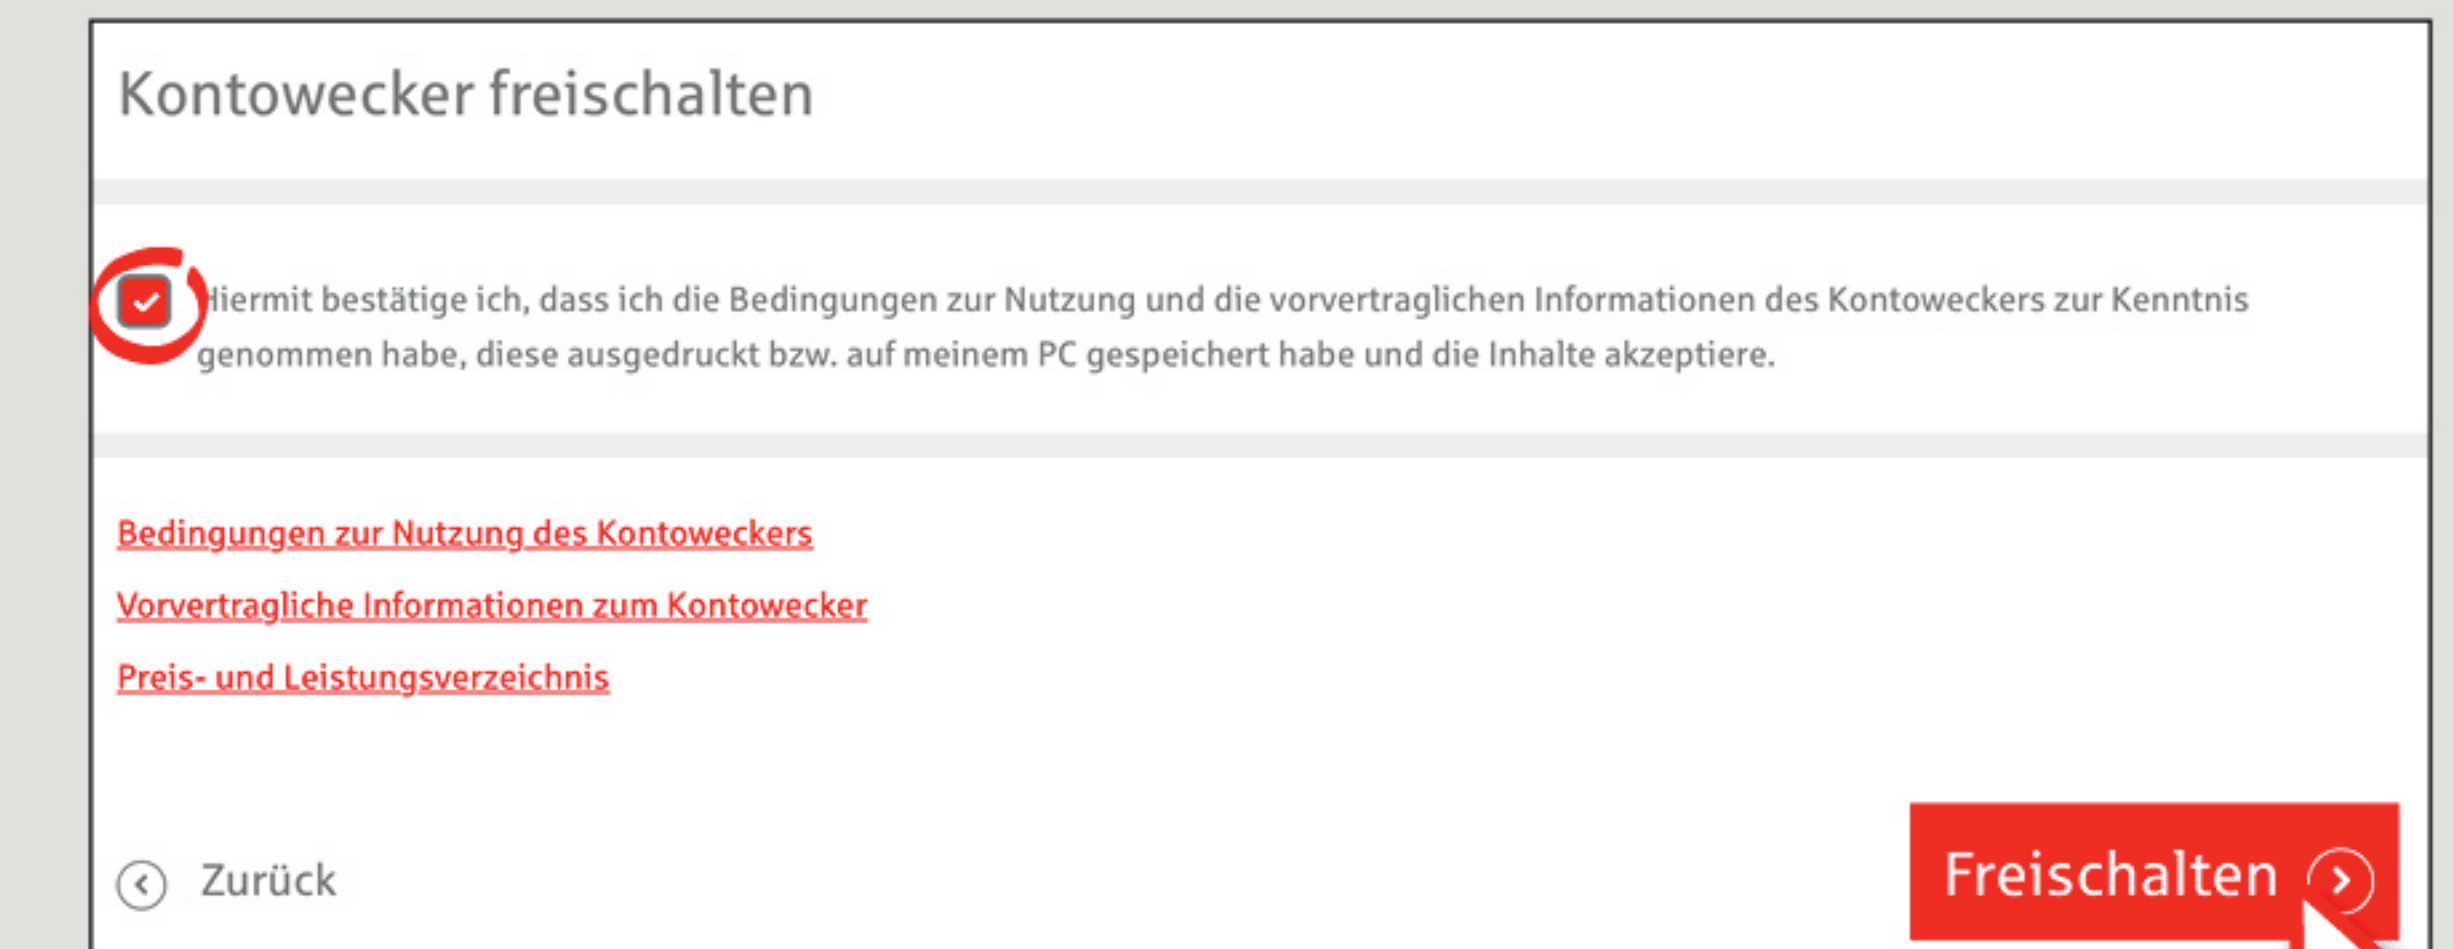 Kontowecker freischalten
Hiermit bestätige ich, dass ich die Bedingungen zur Nutzung und die vorvertraglichen Informationen des Kontoweckers zur Kenntnis
genommen habe, diese ausgedruckt bzw. auf meinem PC gespeichert habe und die Inhalte akzeptiere.
Bedingungen zur Nutzung des Kontoweckers
Vorvertragliche Informationen zum Kontowecker
Preis- und Leistungsverzeichnis
Zurück
Freischalten